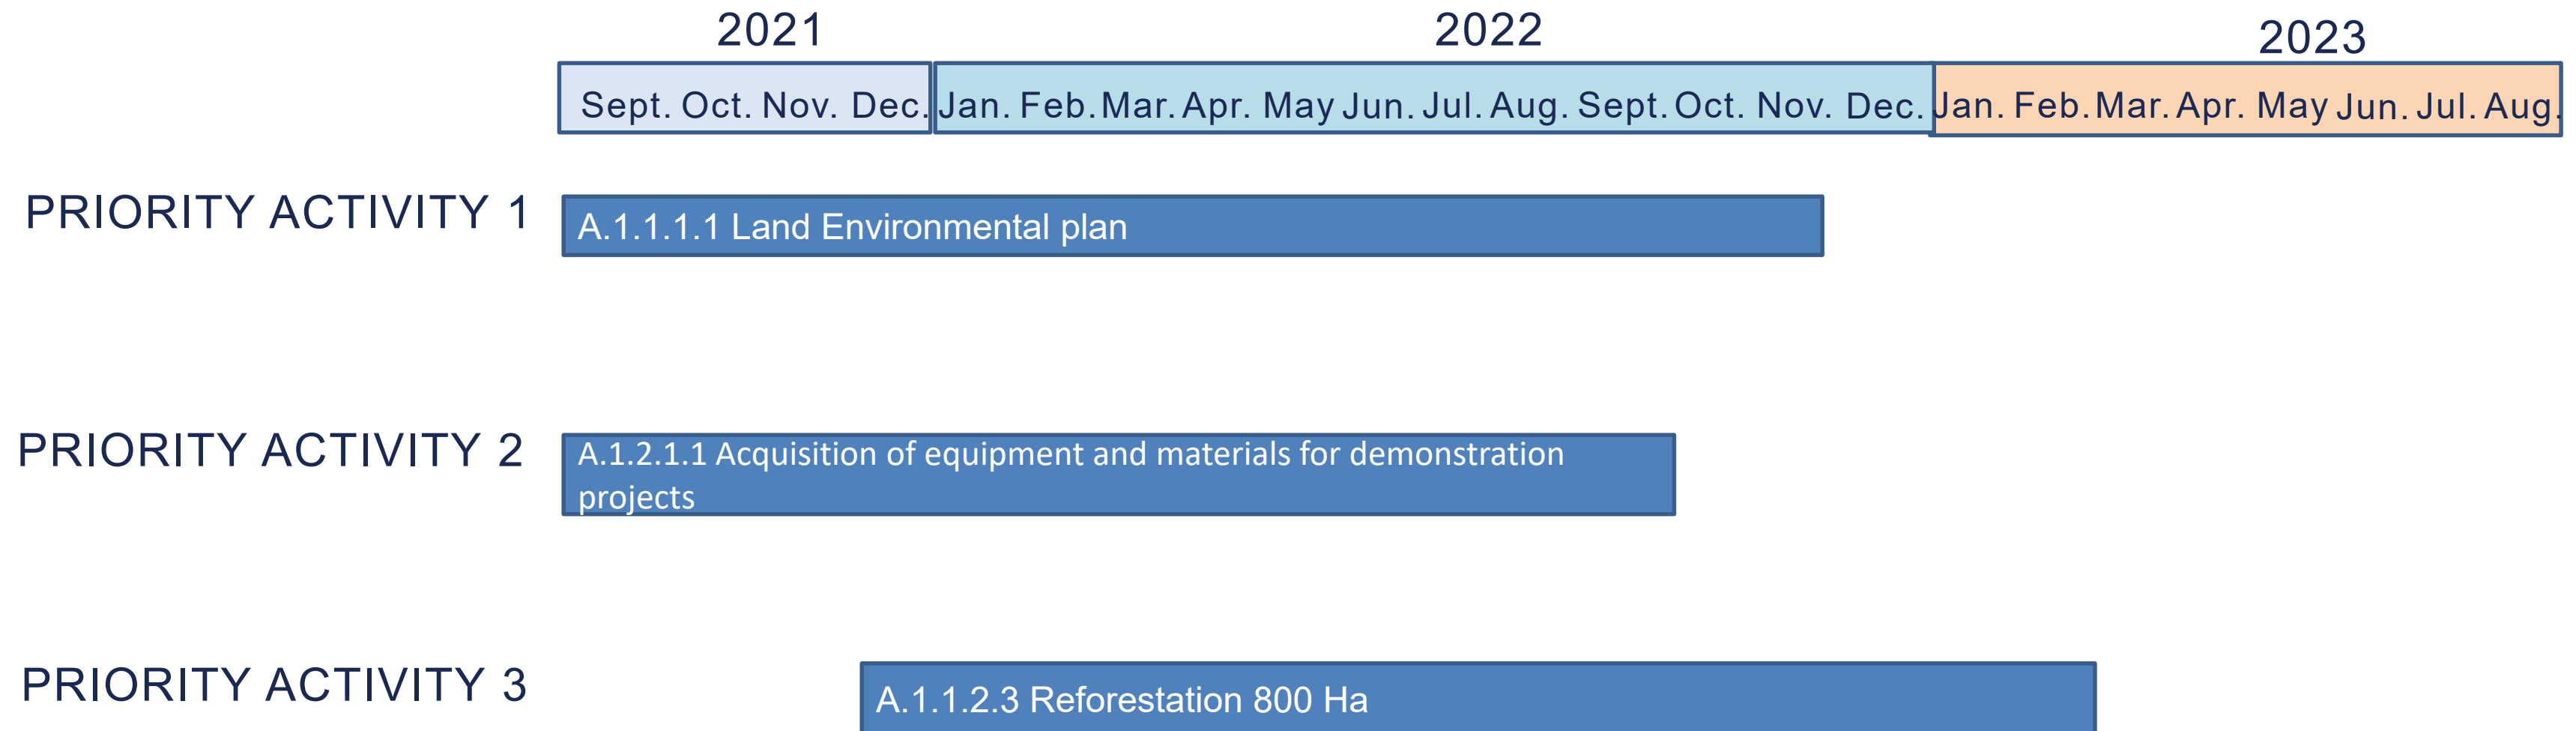 2021 2022 2023
Sept. Oct. Nov. Dec. Jan. Feb. Mar. Apr. May Jun. Jul. Aug. Sept. Oct. Nov. Dec. Jan. Feb. Mar. Apr. May Jun. Jul. Aug.
PRIORITY ACTIVITY 1
A.1.1.1.1 Land Environmental plan
PRIORITY ACTIVITY 2
A.1.2.1.1 Acquisition of equipment and materials for demonstration
projects
PRIORITY ACTIVITY 3
A.1.1.2.3 Reforestation 800 Ha